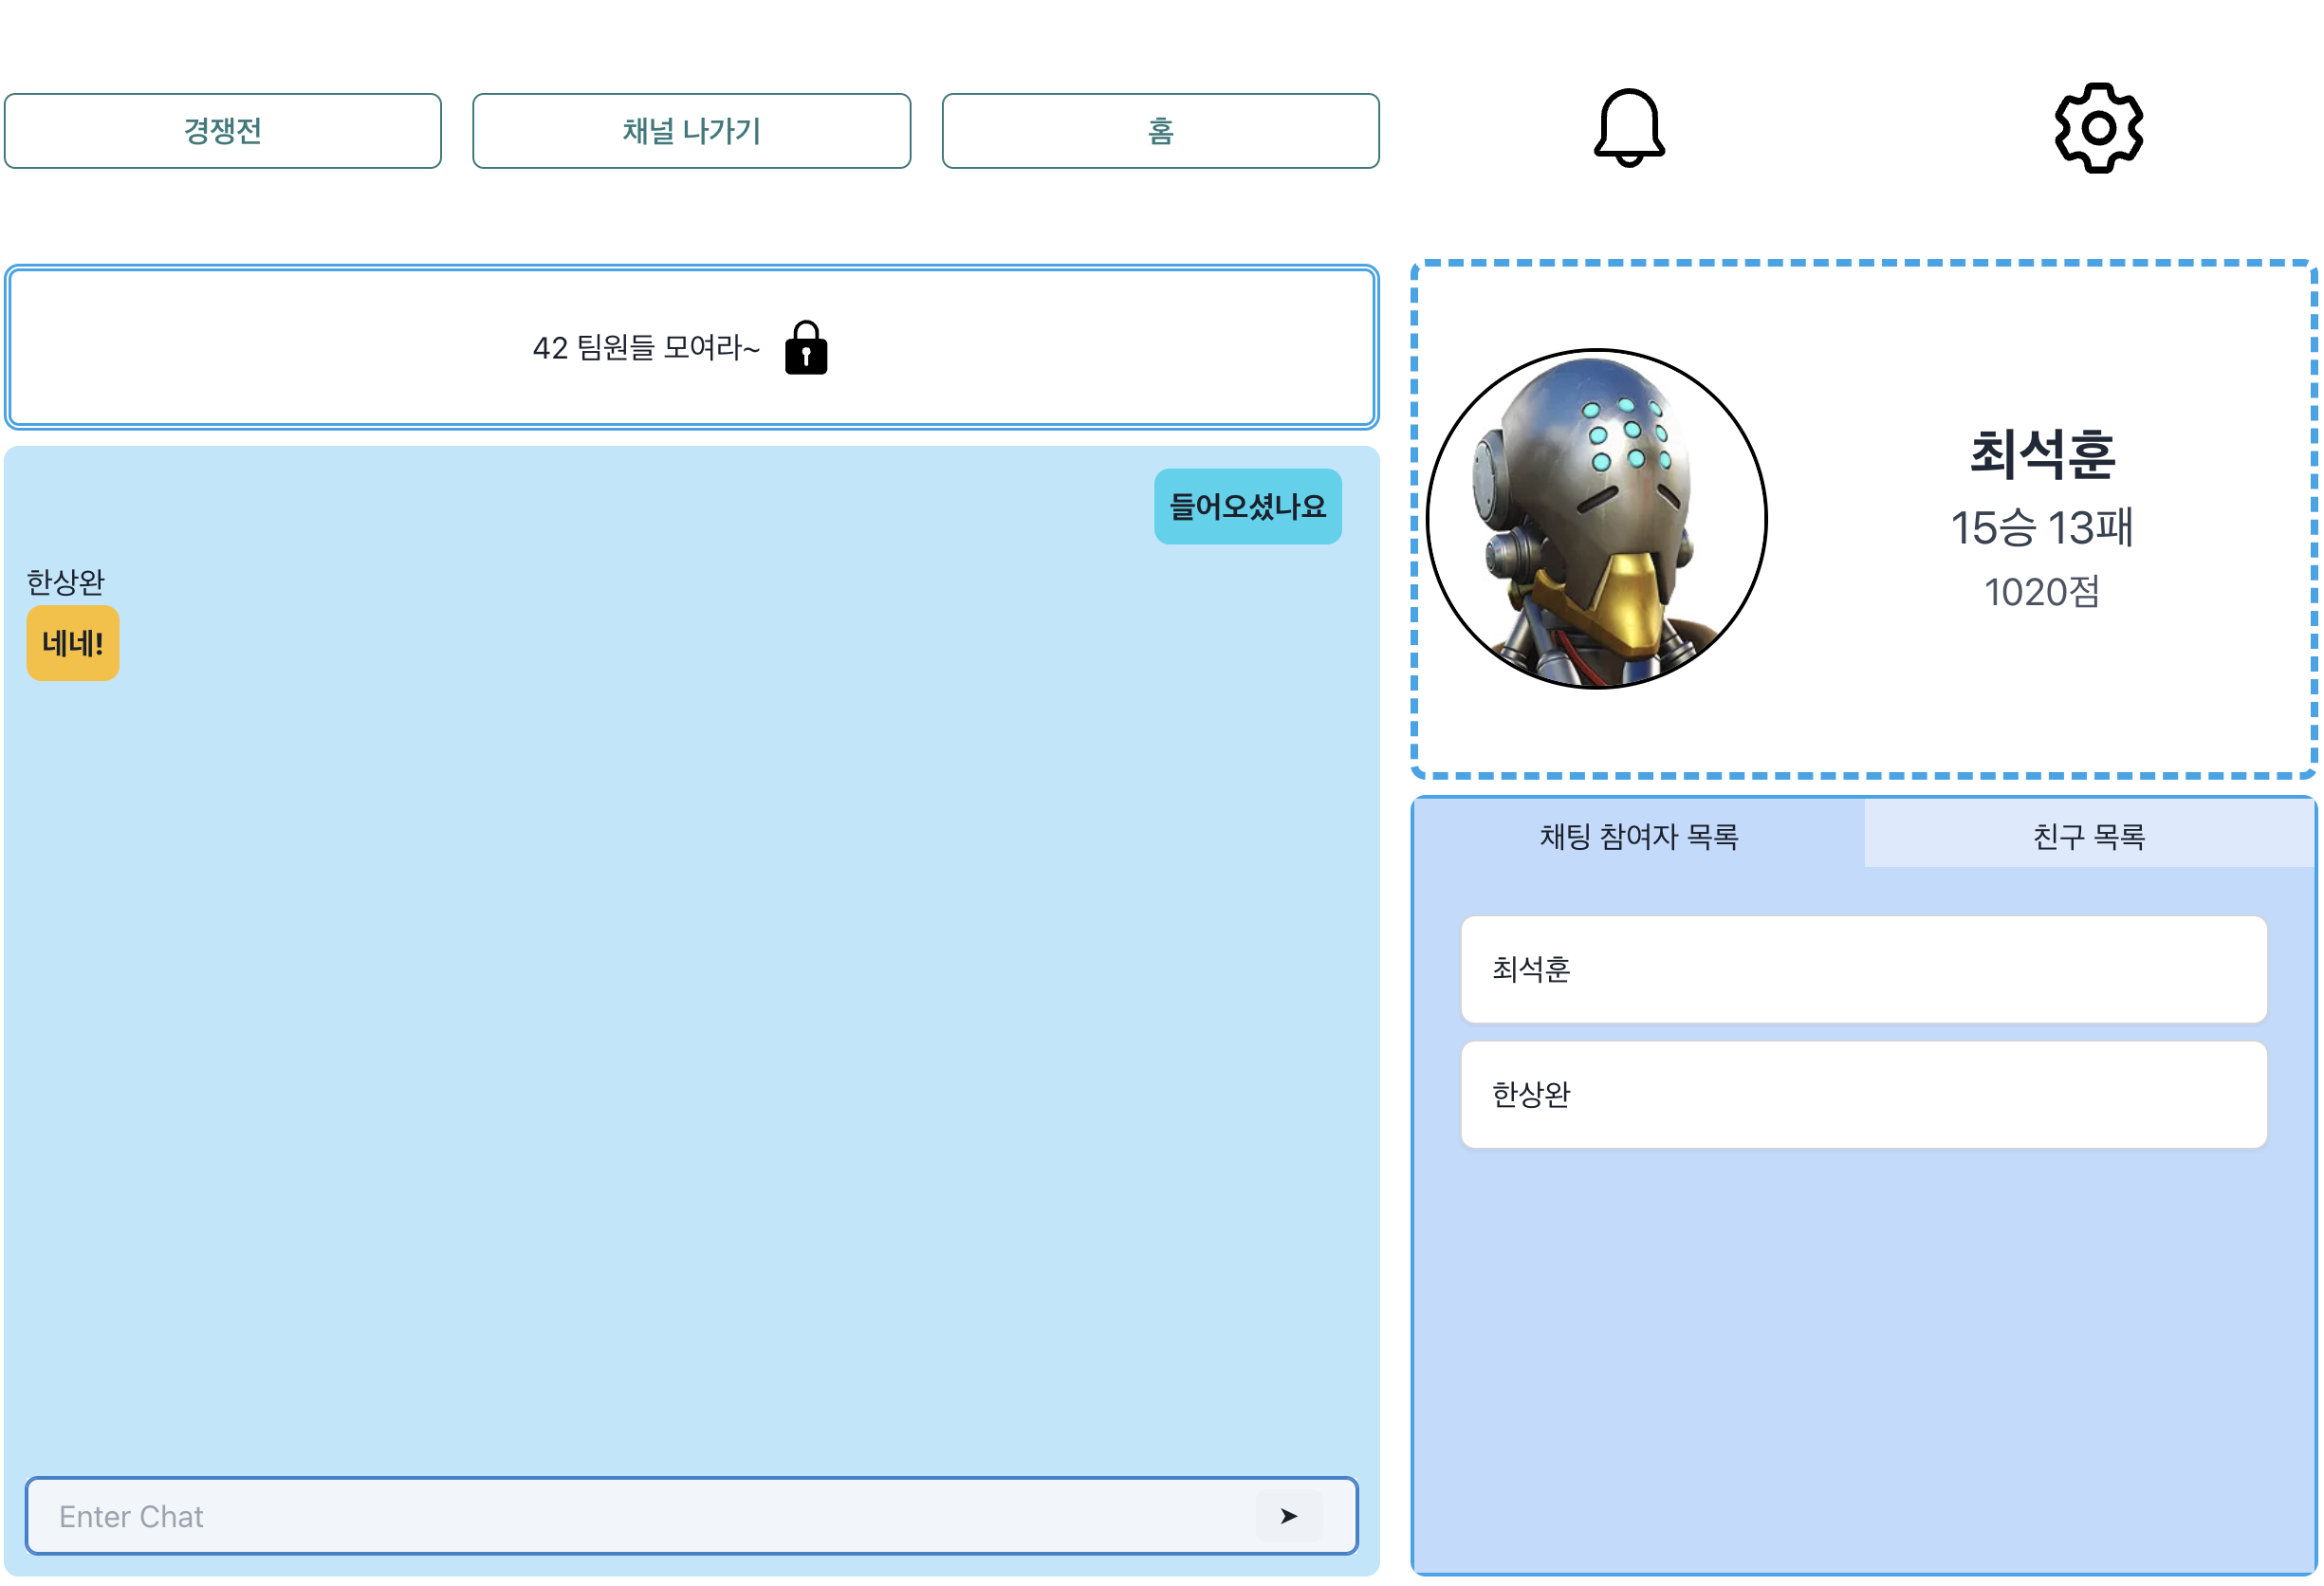 경쟁전
채널 나가기
홈
42 팀원들 모여라~
들어오셨나요
한상완
네네!
Enter Chat
최석훈
15승 13패
1020점
채팅 참여자 목록
친구 목록
최석훈
한상완